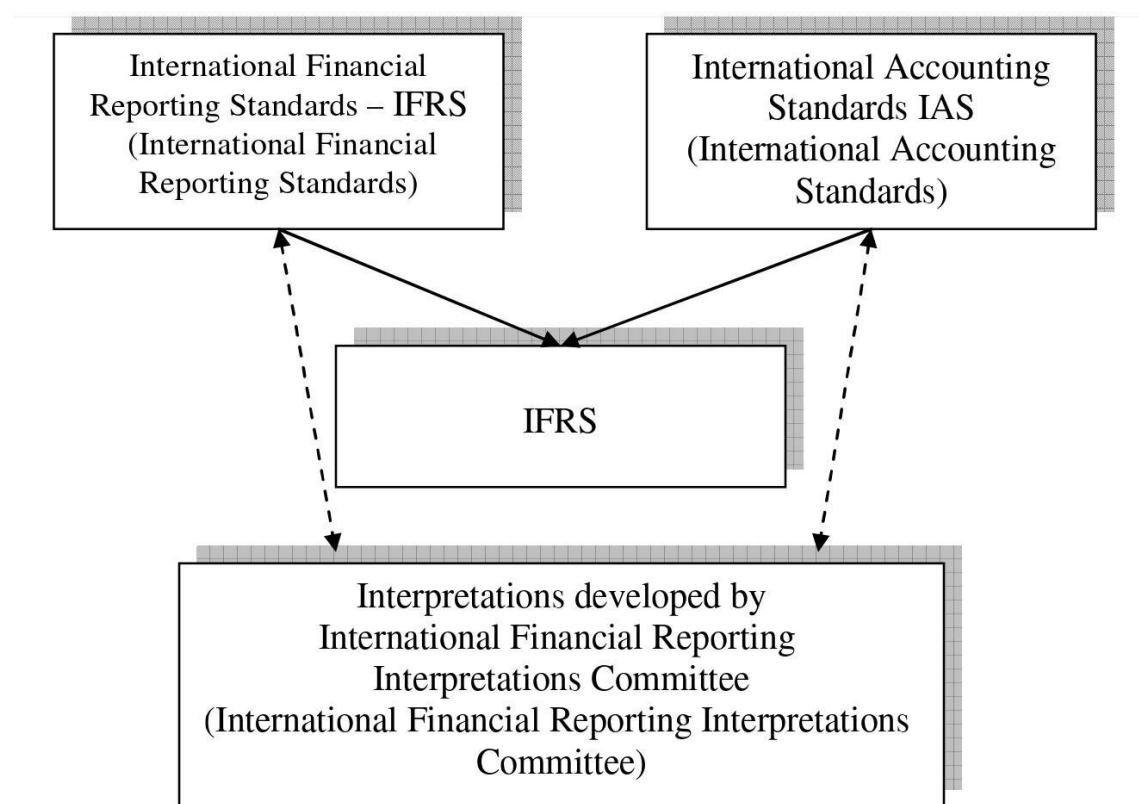 International Financial
Reporting Standards – IFRS
(International Financial
Reporting Standards)
International Accounting
Standards IAS
(International Accounting
Standards)
IFRS
Interpretations developed by
International Financial Reporting
Interpretations Committee
(International Financial Reporting Interpretations
Committee)